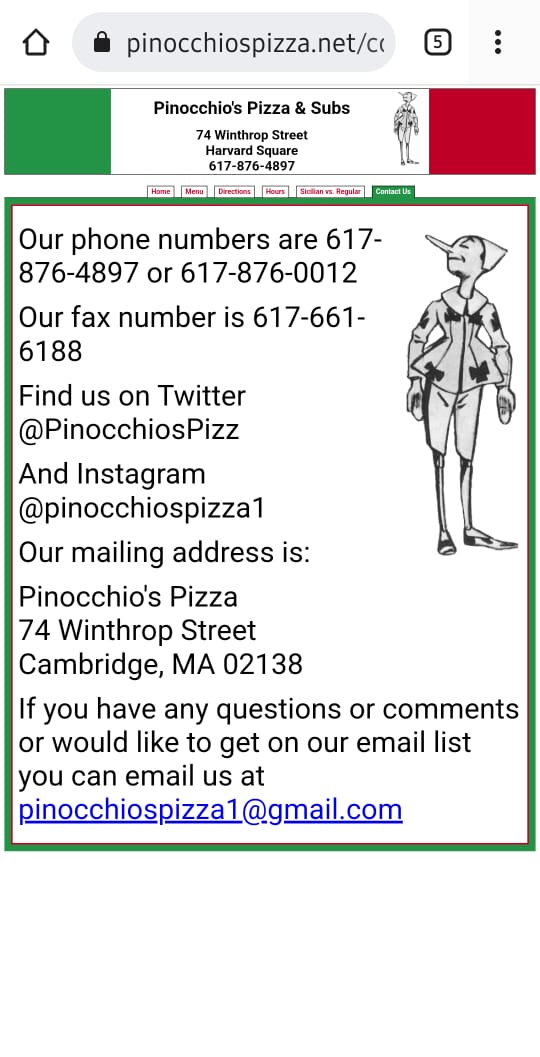 pinocchiospizza.net/cc
5
Pinocchio's Pizza & Subs
74 Winthrop Street
Harvard Square
617-876-4897
Home Menu Directions Hours Sicilian vs. Regular Contact Us
Our phone numbers are 617-
876-4897 or 617-876-0012
Our fax number is 617-661-
6188
Find us on Twitter
@PinocchiosPizz
And Instagram
@pinocchiospizza1
Our mailing address is:
Pinocchio's Pizza
74 Winthrop Street
Cambridge, MA 02138
If you have any questions or comments
or would like to get on our email list
you can email us at
pinocchiospizza1@gmail.com